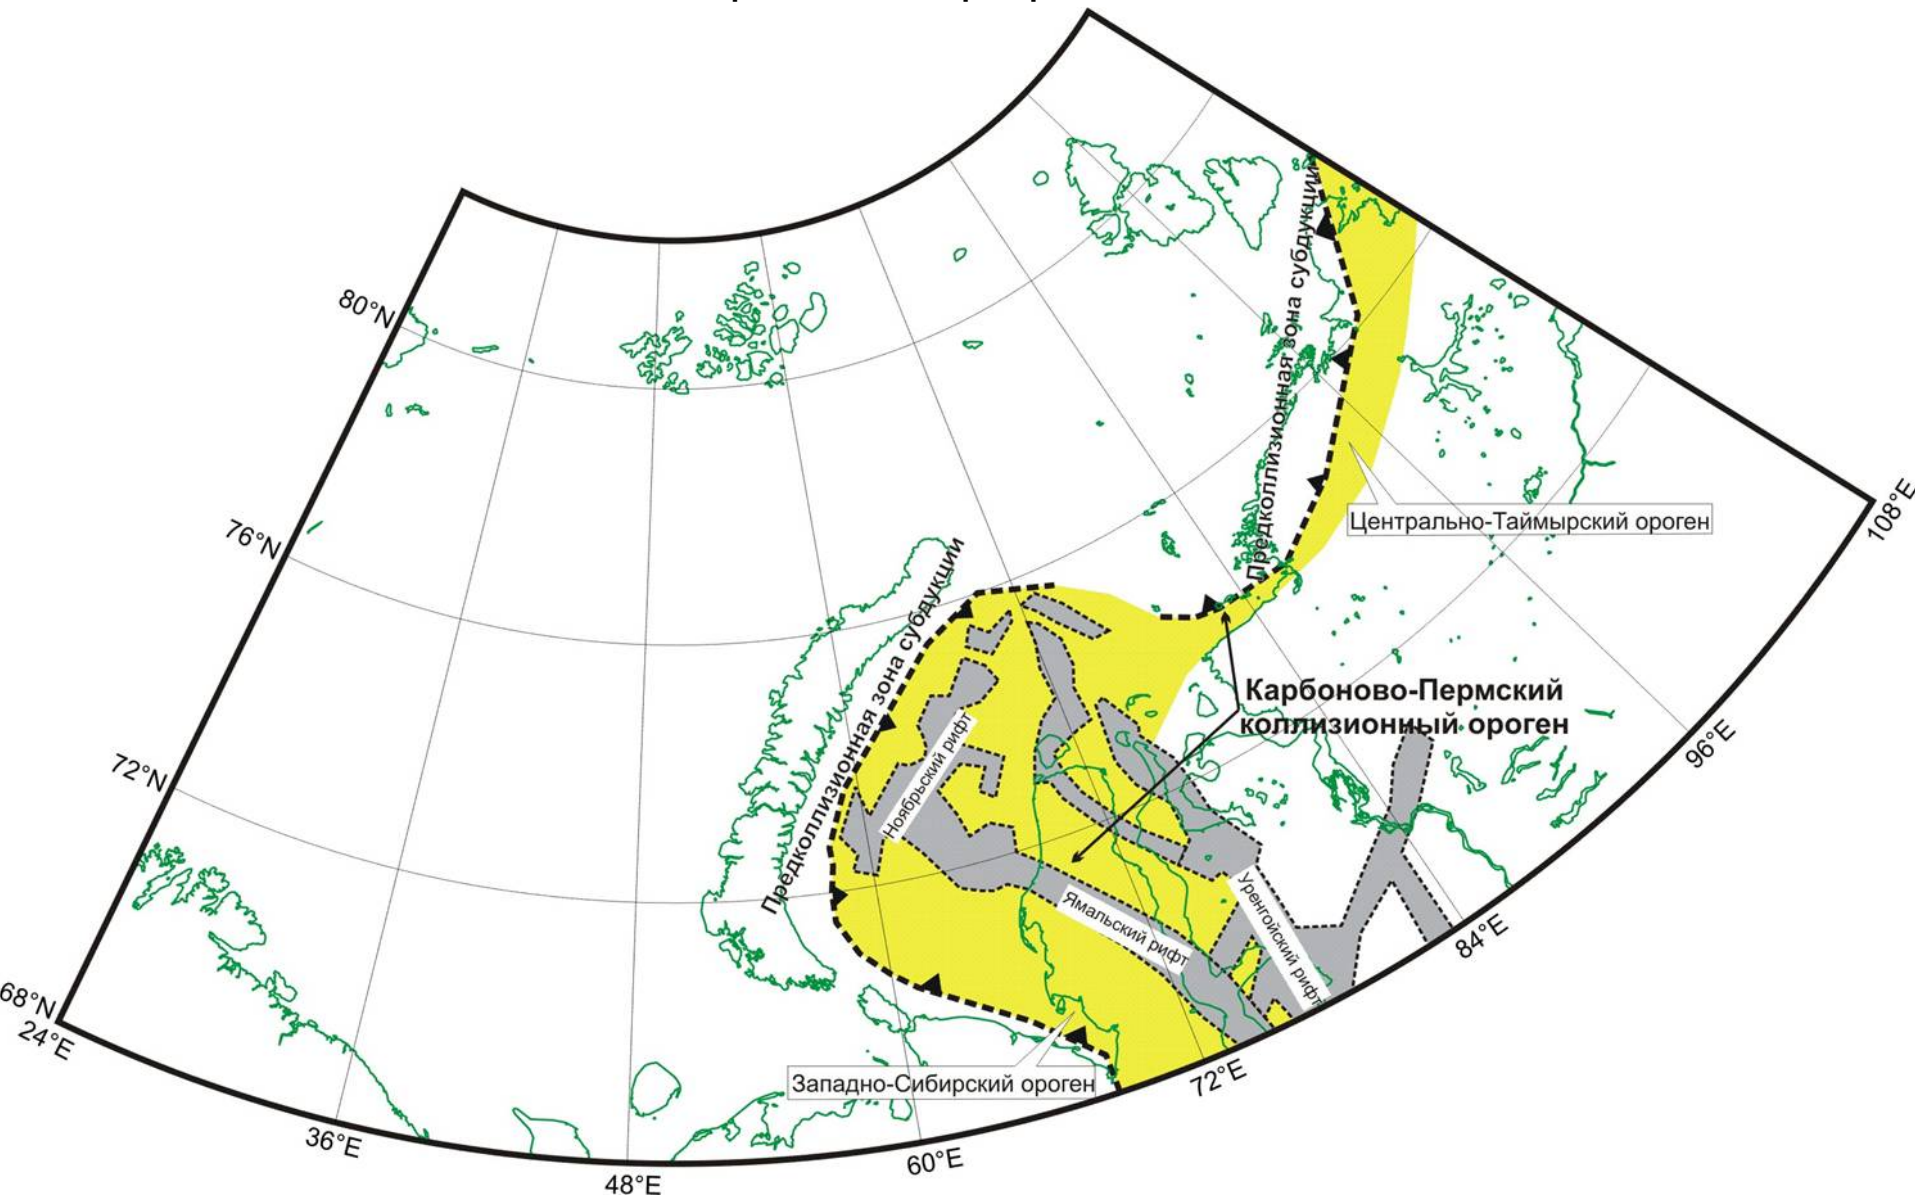 80°N
76°N
72°N
68°N
24°E
36°E
48°E
60°E
72°E
84°E
96°E
108°E
Предколлизионная зона субдукции
Предколлизионная зона субдукции
Центрально-Таймырский ороген
Карбоново-Пермский
коллизионный ороген
Ноябрьский рифт
Ямальский рифт
Уренгойский рифт
Западно-Сибирский ороген